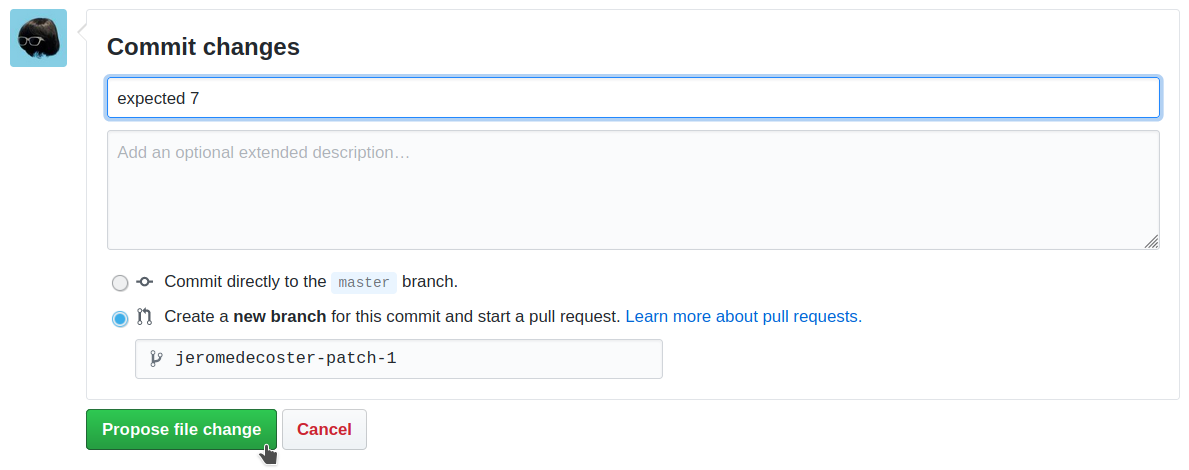 Commit changes
expected 7
Add an optional extended description…
Commit directly to the master branch.
Create a new branch for this commit and start a pull request. Learn more about pull requests.
jeromedecoster-patch-1
Propose file change Cancel